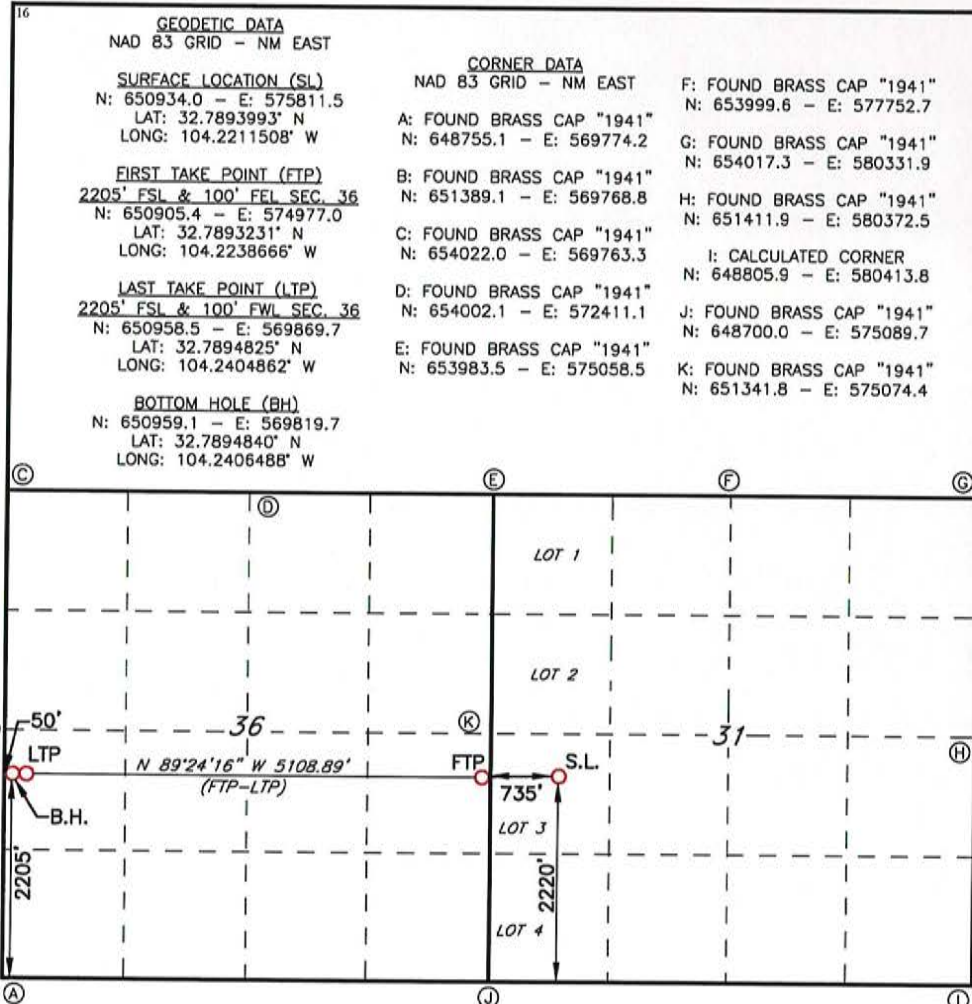 16
GEODETIC DATA
NAD 83 GRID – NM EAST
SURFACE LOCATION (SL)
N: 650934.0 – E: 575811.5
LAT: 32.7893993° N
LONG: 104.2211508° W
FIRST TAKE POINT (FTP)
2205' FSL & 100' FEL SEC. 36
N: 650905.4 – E: 574977.0
LAT: 32.7893231° N
LONG: 104.2238666° W
LAST TAKE POINT (LTP)
2205' FSL & 100' FWL SEC. 36
N: 650958.5 – E: 569869.7
LAT: 32.7894825° N
LONG: 104.2404862° W
BOTTOM HOLE (BH)
N: 650959.1 – E: 569819.7
LAT: 32.7894840° N
LONG: 104.2406488° W
CORNER DATA
NAD 83 GRID – NM EAST
A: FOUND BRASS CAP "1941"
N: 648755.1 – E: 569774.2
B: FOUND BRASS CAP "1941"
N: 651389.1 – E: 569768.8
C: FOUND BRASS CAP "1941"
N: 654022.0 – E: 569763.3
D: FOUND BRASS CAP "1941"
N: 654002.1 – E: 572411.1
E: FOUND BRASS CAP "1941"
N: 653983.5 – E: 575058.5
F: FOUND BRASS CAP "1941"
N: 653999.6 – E: 577752.7
G: FOUND BRASS CAP "1941"
N: 654017.3 – E: 580331.9
H: FOUND BRASS CAP "1941"
N: 651411.9 – E: 580372.5
I: CALCULATED CORNER
N: 648805.9 – E: 580413.8
J: FOUND BRASS CAP "1941"
N: 648700.0 – E: 575089.7
K: FOUND BRASS CAP "1941"
N: 651341.8 – E: 575074.4
C
E
F
G
D
LOT 1
LOT 2
50'
36
K
31
H
LTP
N 89°24'16" W 5108.89'
FTP
S.L.
(FTP–LTP)
735'
B.H.
LOT 3
2205'
2220'
LOT 4
A
J
I